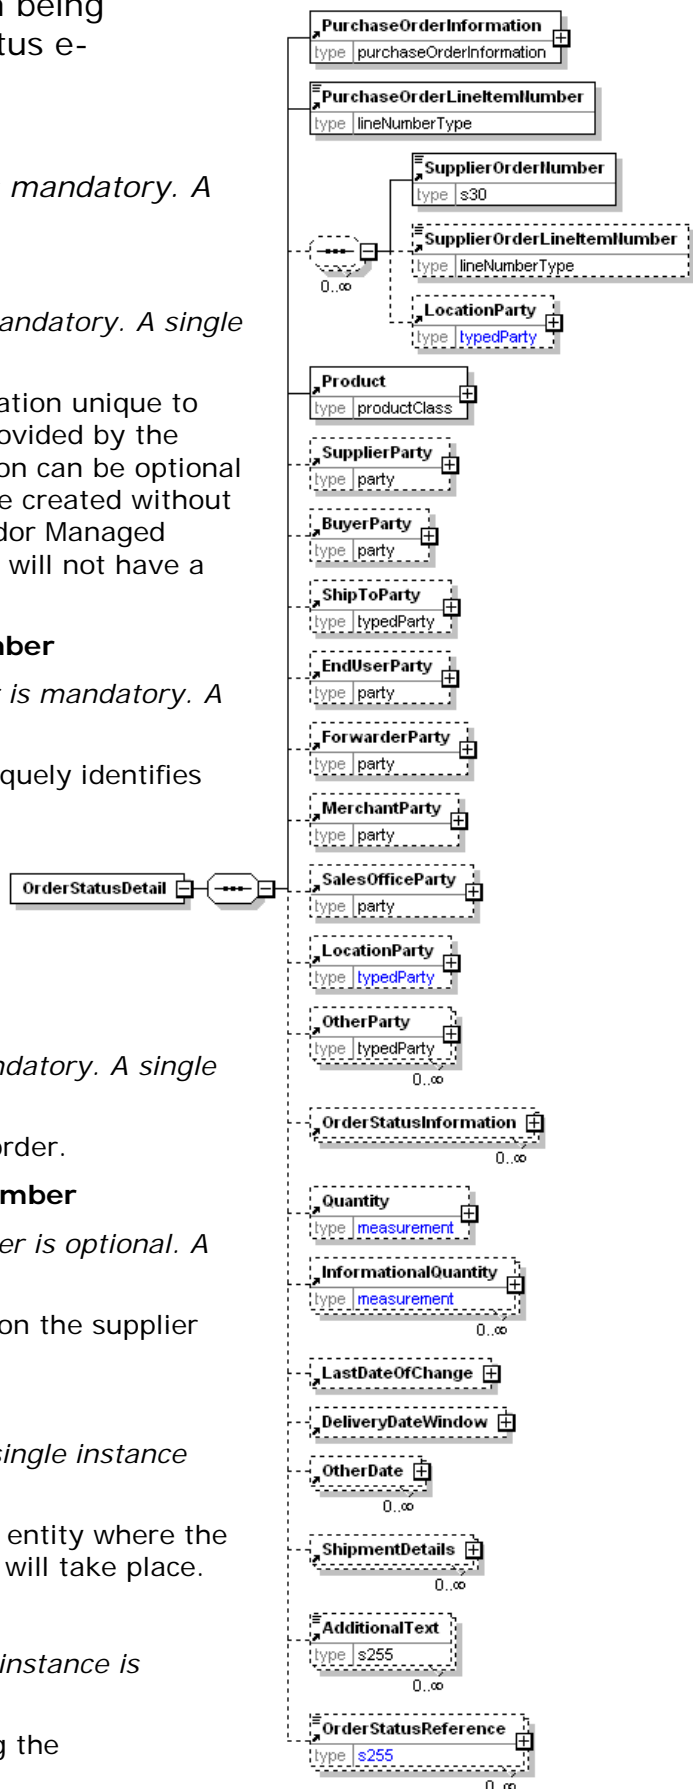 n being
tus e-
mandatory. A
andatory. A single
ation unique to
rovided by the
on can be optional
e created without
dor Managed
will not have a
nber
r is mandatory. A
quely identifies
ndatory. A single
order.
umber
er is optional. A
on the supplier
single instance
entity where the
will take place.
instance is
g the
OrderStatusDetail
PurchaseOrderInformation
type purchaseOrderInformation
PurchaseOrderLineItemNumber
type lineNumberType
0..∞
SupplierOrderNumber
type s30
SupplierOrderLineItemNumber
type lineNumberType
LocationParty
type typedParty
Product
type productClass
SupplierParty
type party
BuyerParty
type party
ShipToParty
type typedParty
EndUserParty
type party
ForwarderParty
type party
MerchantParty
type party
SalesOfficeParty
type party
LocationParty
type typedParty
OtherParty
type typedParty
0..∞
OrderStatusInformation
0..∞
Quantity
type measurement
InformationalQuantity
type measurement
0..∞
LastDateOfChange
DeliveryDateWindow
OtherDate
0..∞
ShipmentDetails
0..∞
AdditionalText
type s255
0..∞
OrderStatusReference
type s255
0..∞